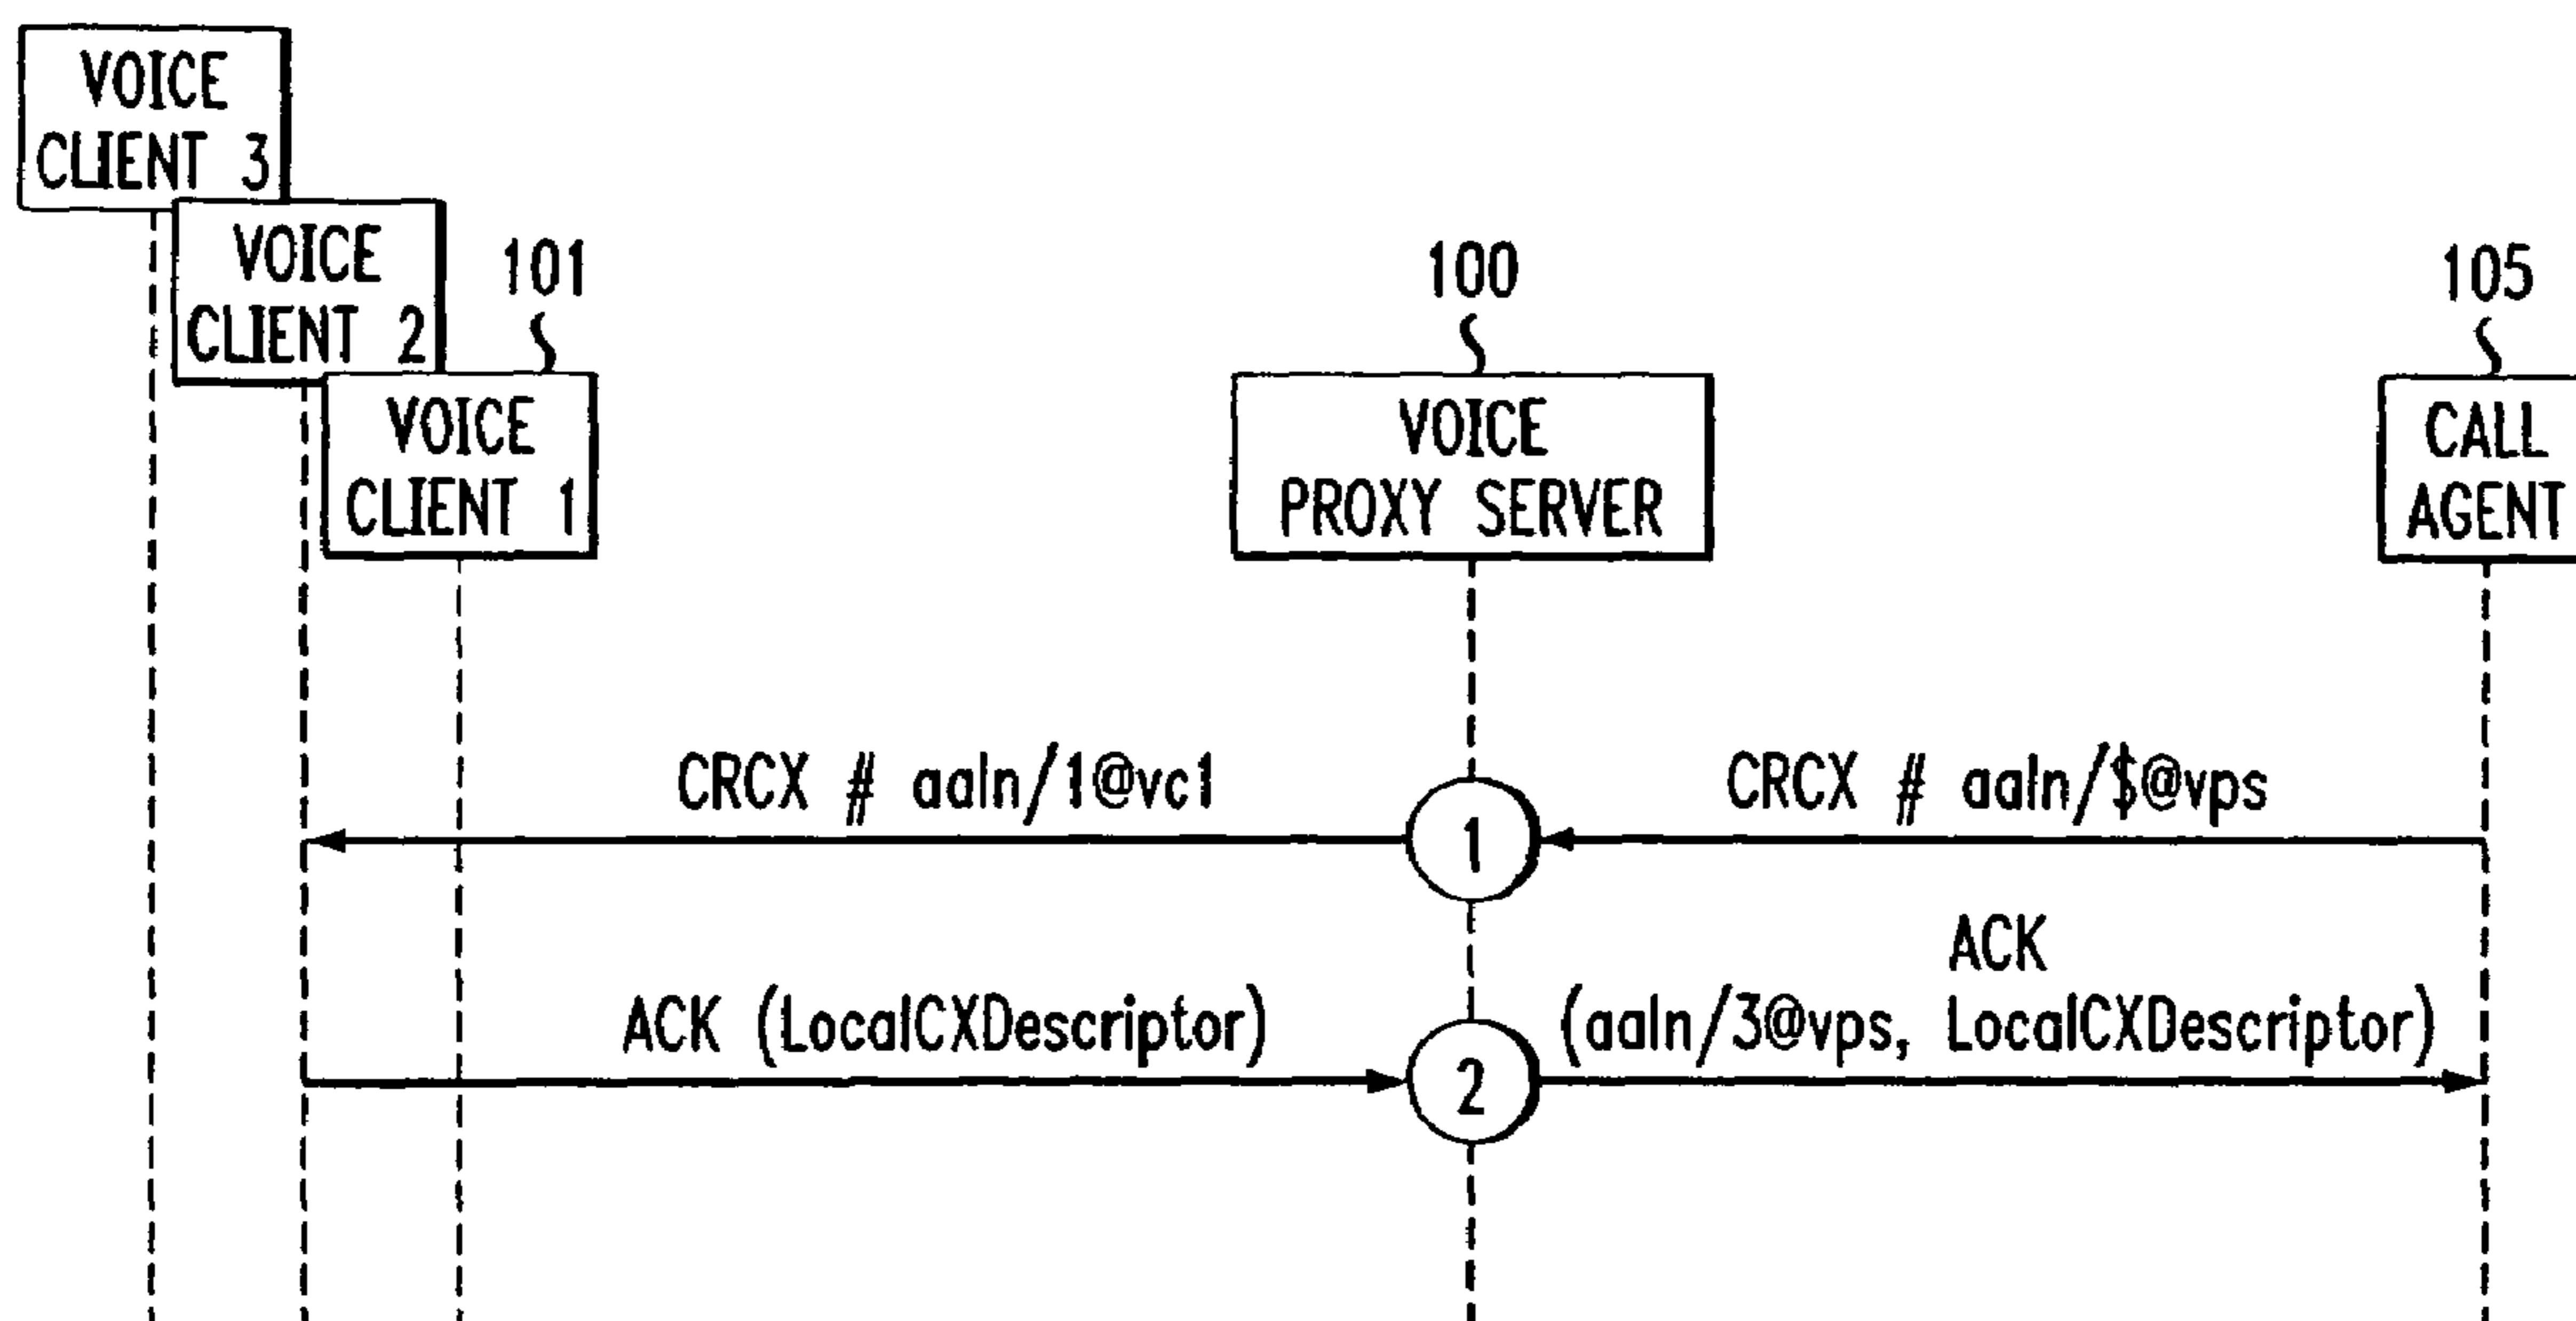 VOICE
CLIENT 3
VOICE
CLIENT 2
101
VOICE
CLIENT 1
100
VOICE
PROXY SERVER
105
CALL
AGENT
CRCX # aaln/1@vc1
1
CRCX # aaln/$@vps
ACK (LocalCXDescriptor)
2
ACK
(aaln/3@vps, LocalCXDescriptor)